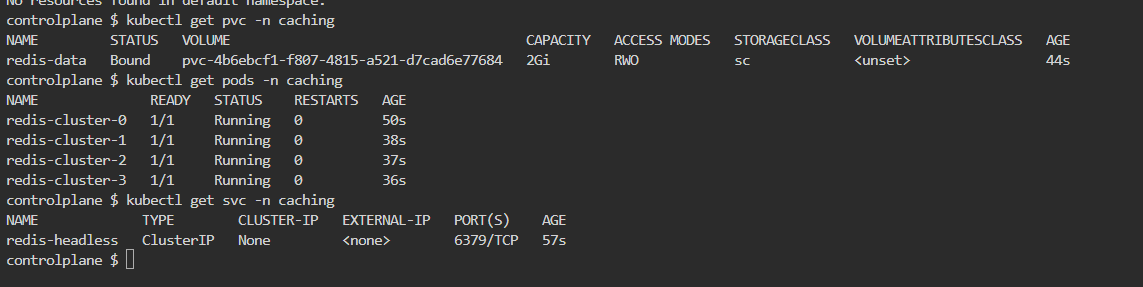 No resources found in default namespace.
controlplane $ kubectl get pvc -n caching
NAME         STATUS   VOLUME                                     CAPACITY   ACCESS MODES   STORAGECLASS   VOLUMEATTRIBUTESCLASS   AGE
redis-data   Bound    pvc-4b6ebcf1-f807-4815-a521-d7cad6e77684   2Gi        RWO            sc             <unset>                 44s
controlplane $ kubectl get pods -n caching
NAME              READY   STATUS    RESTARTS   AGE
redis-cluster-0   1/1     Running   0          50s
redis-cluster-1   1/1     Running   0          38s
redis-cluster-2   1/1     Running   0          37s
redis-cluster-3   1/1     Running   0          36s
controlplane $ kubectl get svc -n caching
NAME             TYPE        CLUSTER-IP   EXTERNAL-IP   PORT(S)    AGE
redis-headless   ClusterIP   None         <none>        6379/TCP   57s
controlplane $